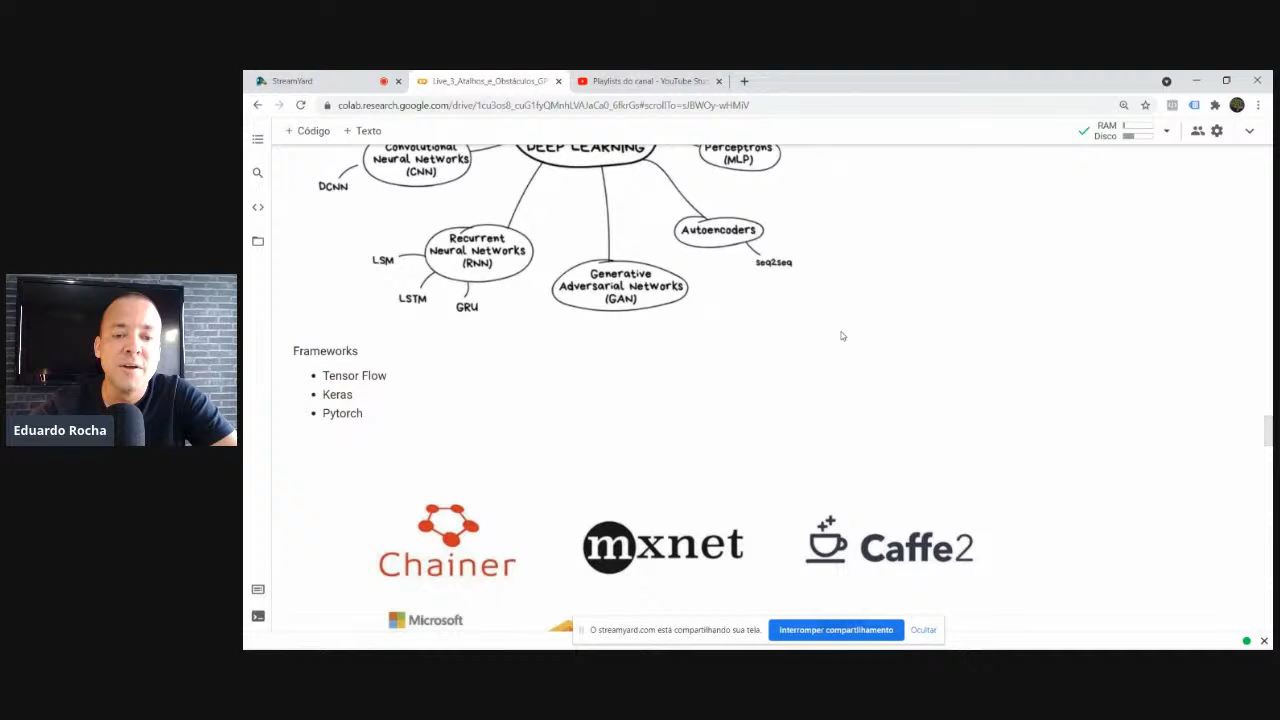 StreamYard
Live_3_Atalhos_e_Obstáculos_GP
Playlists do canal - YouTube Stu
colab.research.google.com/drive/1cu3os8_cuG1fyQMnhLVAJaCa0_6fkrGs#scrollTo=sJBWOy-wHMiV
+ Código
+ Texto
RAM
Disco
DEEP LEARNING
Convolutional
Neural Networks
(CNN)
DCNN
Perceptrons
(MLP)
Recurrent
Neural Networks
(RNN)
LSM
LSTM
GRU
Generative
Adversarial Networks
(GAN)
Autoencoders
seq2seq
Frameworks
Tensor Flow
Keras
Pytorch
Eduardo Rocha
Chainer
mxnet
Caffe2
Microsoft
O streamyard.com está compartilhando sua tela.
Interromper compartilhamento
Ocultar